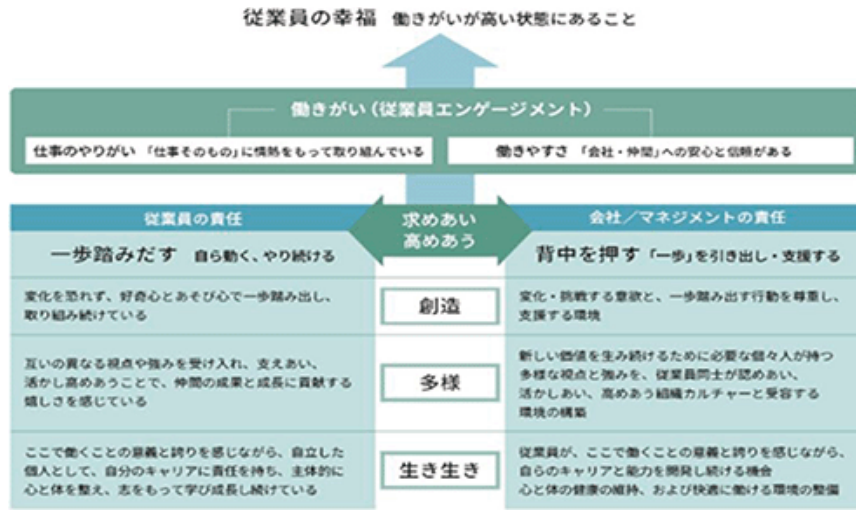 従業員の幸福 働きがいが高い状態にあること
働きがい（従業員エンゲージメント）
仕事のやりがい 「仕事そのもの」に情熱をもって取り組んでいる
働きやすさ 「会社・仲間」への安心と信頼がある
従業員の責任
求めあい
高めあう
会社／マネジメントの責任
一歩踏みだす 自ら動く、やり続ける
背中を押す 「一歩」を引き出し・支援する
変化を恐れず、好奇心とあそび心で一歩踏み出し、
取り組み続けている
創造
変化・挑戦する意欲と、一歩踏み出す行動を尊重し、
支援する環境
互いの異なる視点や強みを受け入れ、支えあい、
活かし高めあうことで、仲間の成果と成長に貢献する
嬉しさを感じている
多様
新しい価値を生み続けるために必要な個々人が持つ
多様な視点と強みを、従業員同士が認めあい、
活かしあい、高めあう組織カルチャーと受容する
環境の構築
ここで働くことの意義と誇りを感じながら、自立した
個人として、自分のキャリアに責任を持ち、主体的に
心と体を整え、志をもって学び成長し続けている
生き生き
従業員が、ここで働くことの意義と誇りを感じながら、
自らのキャリアと能力を開発し続ける機会
心と体の健康の維持、および快適に働ける環境の整備